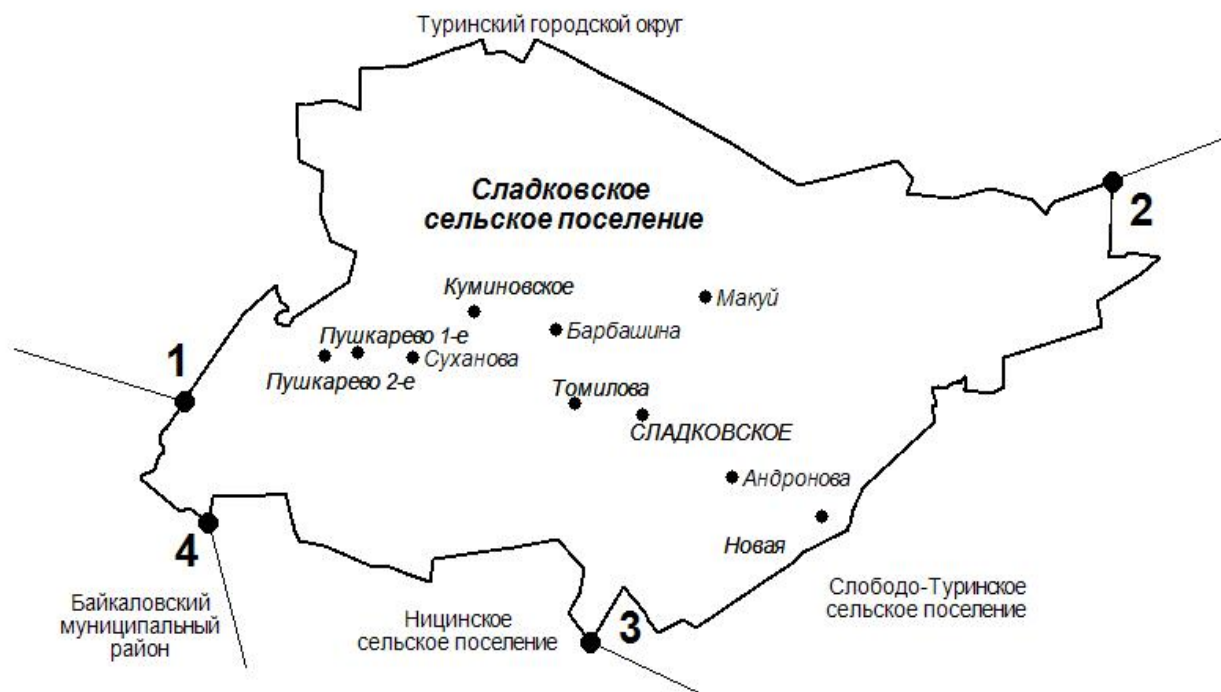 Туринский городской округ
Сладковское
сельское поселение
2
Куминовское
Макуй
Барбашина
Пушкарево 1-е
Суханова
Пушкарево 2-е
1
Томилова
СЛАДКОВСКОЕ
Андронова
Новая
4
Байкаловский
муниципальный
район
Ницинское
сельское поселение
3
Слободо-Туринское
сельское поселение